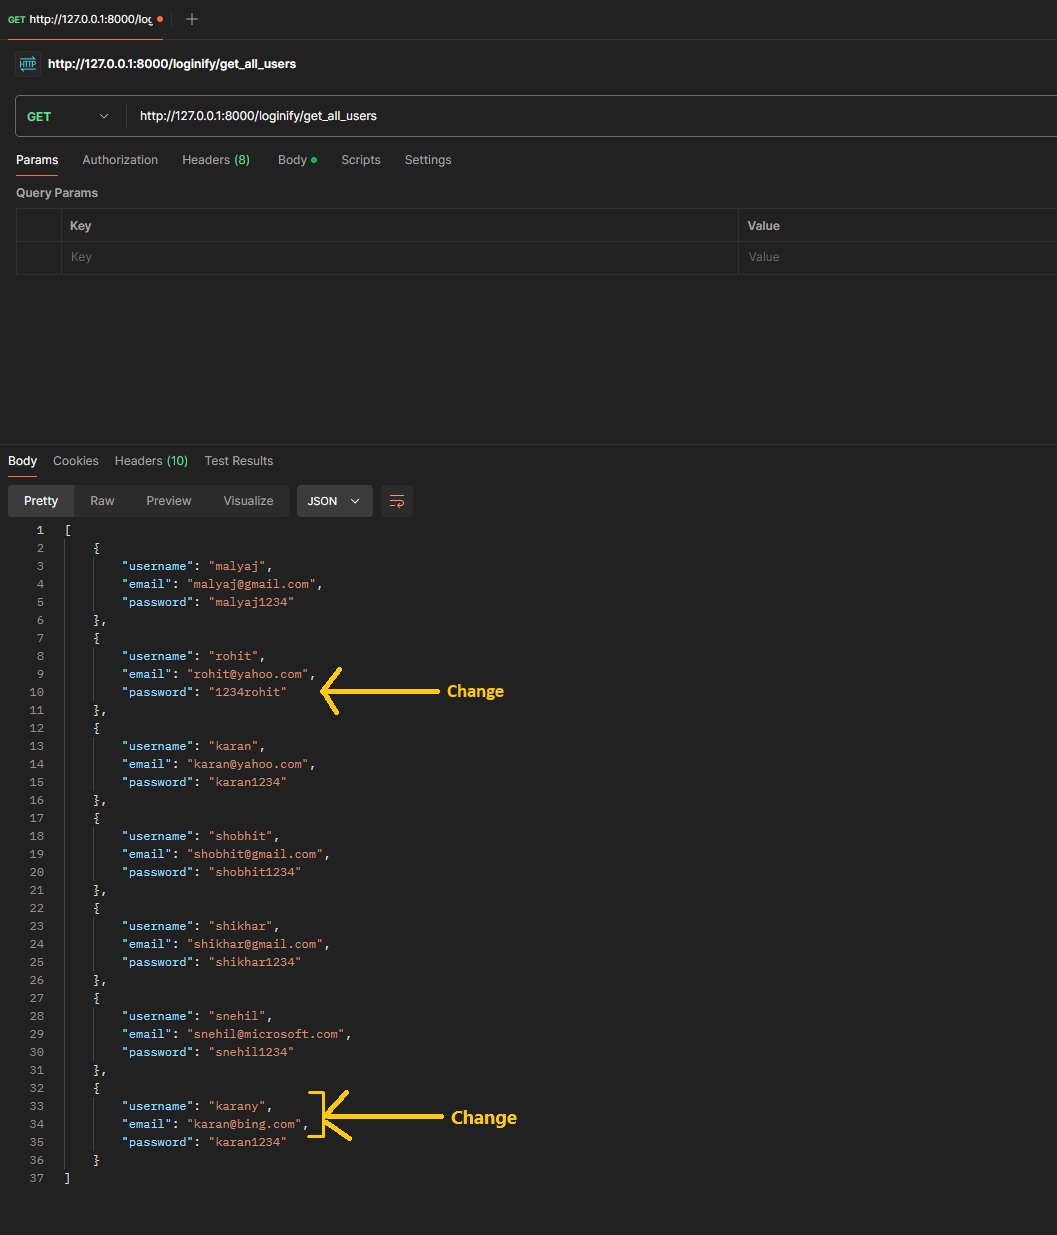 GET http://127.0.0.1:8000/log
HTTP http://127.0.0.1:8000/loginify/get_all_users
GET http://127.0.0.1:8000/loginify/get_all_users
Params Authorization Headers (8) Body Scripts Settings
Query Params
Key Value
Key Value
Body Cookies Headers (10) Test Results
Pretty Raw Preview Visualize JSON
1 [
2 {
3 "username": "malyaj",
4 "email": "malyaj@gmail.com",
5 "password": "malyaj1234"
6 },
7 {
8 "username": "rohit",
9 "email": "rohit@yahoo.com",
10 "password": "1234rohit" Change
11 },
12 {
13 "username": "karan",
14 "email": "karan@yahoo.com",
15 "password": "karan1234"
16 },
17 {
18 "username": "shobhit",
19 "email": "shobhit@gmail.com",
20 "password": "shobhit1234"
21 },
22 {
23 "username": "shikhar",
24 "email": "shikhar@gmail.com",
25 "password": "shikhar1234"
26 },
27 {
28 "username": "snehil",
29 "email": "snehil@microsoft.com",
30 "password": "snehil1234"
31 },
32 {
33 "username": "karany",
34 "email": "karan@bing.com", Change
35 "password": "karan1234"
36 }
37 ]